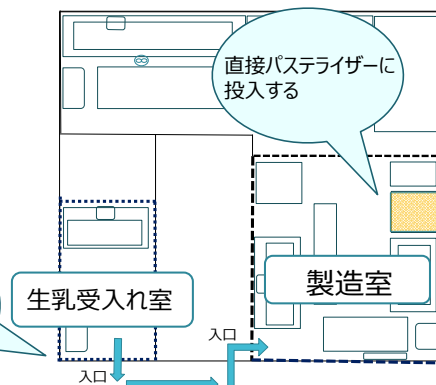 直接パステライザーに
投入する
生乳受入れ室
製造室
入口
入口